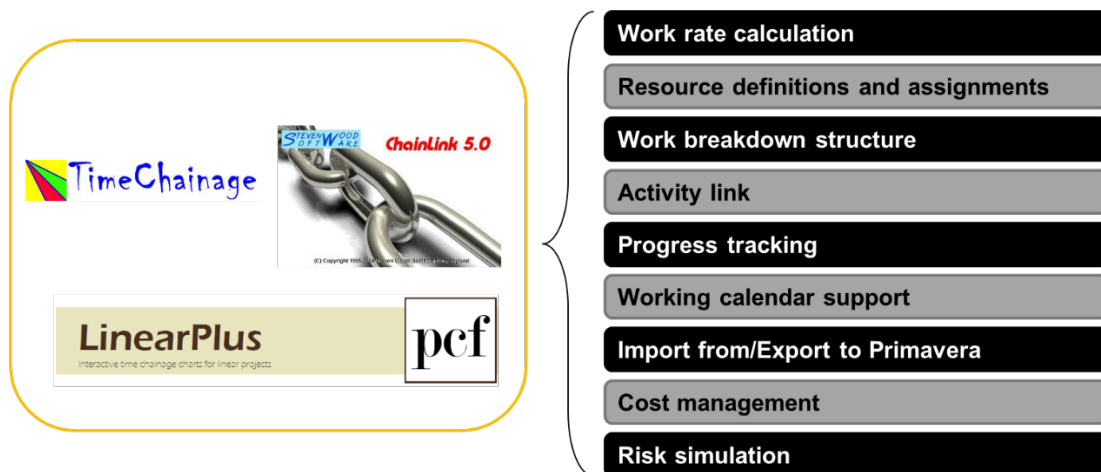 TimeChainage
STEVEN WOOD
SOFTWARE
ChainLink 5.0
LinearPlus
Interactive time chainage charts for linear projects
pcf
Work rate calculation
Resource definitions and assignments
Work breakdown structure
Activity link
Progress tracking
Working calendar support
Import from/Export to Primavera
Cost management
Risk simulation